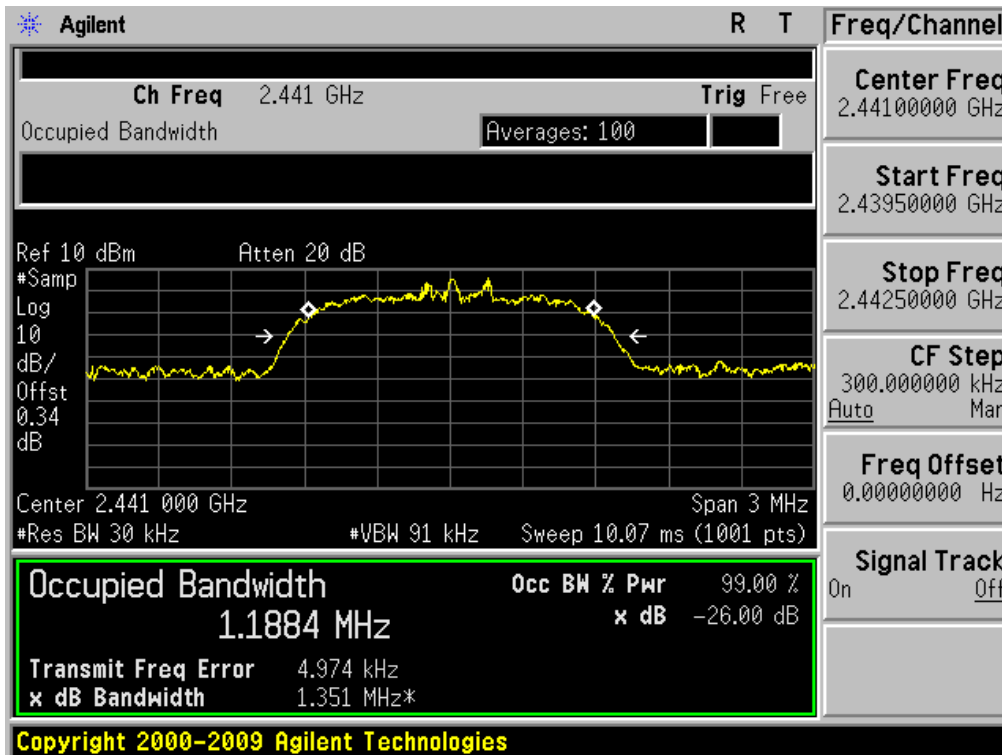 Agilent R T
Ch Freq 2.441 GHz Trig Free
Occupied Bandwidth Averages: 100
Ref 10 dBm Atten 20 dB
#Samp
Log
10
dB/
Offst
0.34
dB
Center 2.441 000 GHz Span 3 MHz
#Res BW 30 kHz #VBW 91 kHz Sweep 10.07 ms (1001 pts)
Occupied Bandwidth Occ BW % Pwr 99.00 %
1.1884 MHz x dB -26.00 dB
Transmit Freq Error 4.974 kHz
x dB Bandwidth 1.351 MHz*
Copyright 2000-2009 Agilent Technologies
Freq/Channel
Center Freq
2.44100000 GHz
Start Freq
2.43950000 GHz
Stop Freq
2.44250000 GHz
CF Step
300.000000 kHz
Auto Man
Freq Offset
0.00000000 Hz
Signal Track
On Off